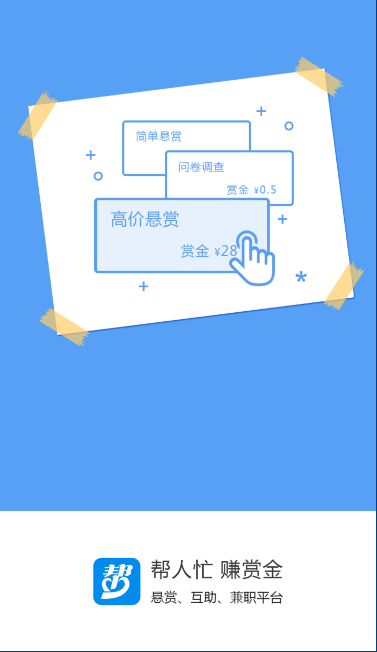 简单悬赏
问卷调查
赏金 ¥0.5
高价悬赏
赏金 ¥28
帮
帮人忙 赚赏金
悬赏、互助、兼职平台